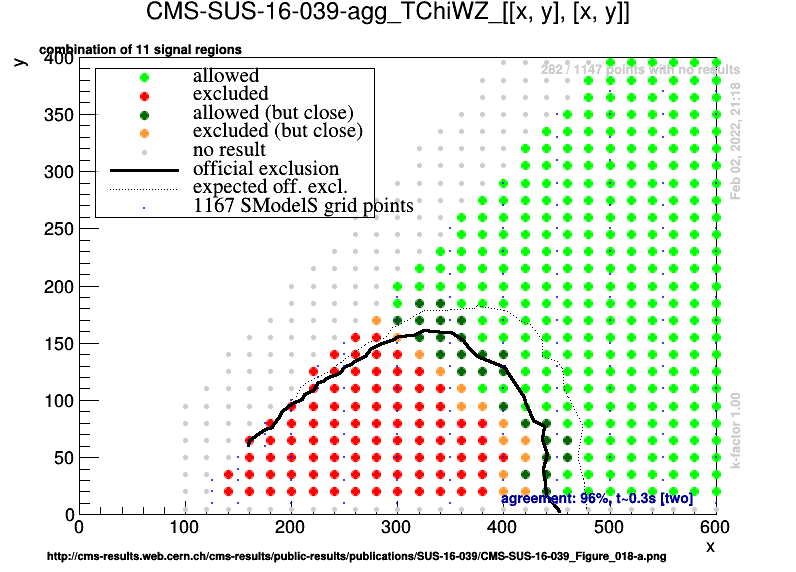 CMS-SUS-16-039-agg_TChiWZ_[[x, y], [x, y]]
combination of 11 signal regions
y
282 / 1147 points with no results
allowed
excluded
allowed (but close)
excluded (but close)
no result
official exclusion
expected off. excl.
1167 SModelS grid points
Feb 02, 2022, 21:18
k-factor 1.00
400
350
300
250
200
150
100
50
0
agreement: 96%, t~0.3s [two]
0 100 200 300 400 500 600
x
http://cms-results.web.cern.ch/cms-results/public-results/publications/SUS-16-039/CMS-SUS-16-039_Figure_018-a.png